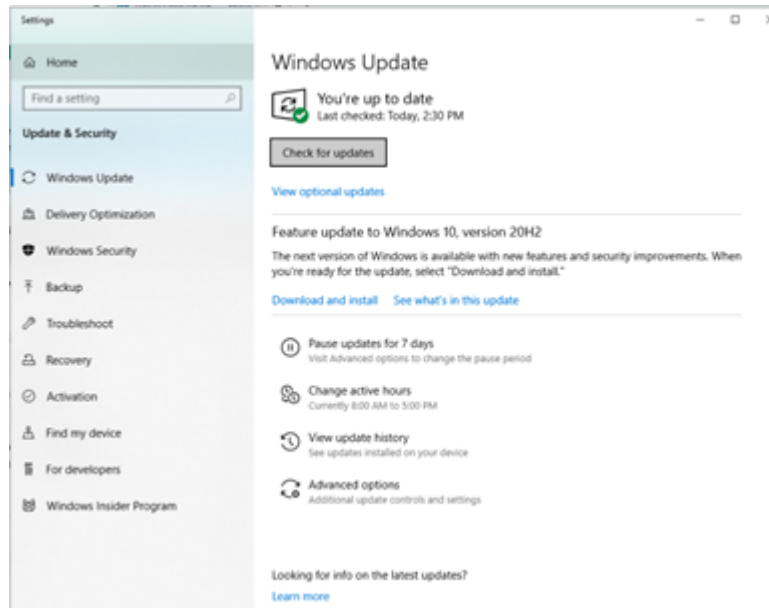 Settings
Home
Find a setting
Update & Security
Windows Update
Delivery Optimization
Windows Security
Backup
Troubleshoot
Recovery
Activation
Find my device
For developers
Windows Insider Program
Windows Update
You're up to date
Last checked: Today, 2:30 PM
Check for updates
View optional updates
Feature update to Windows 10, version 20H2
The next version of Windows is available with new features and security improvements. When
you're ready for the update, select "Download and install."
Download and install See what's in this update
Pause updates for 7 days
Visit Advanced options to change the pause period
Change active hours
Currently 8:00 AM to 5:00 PM
View update history
See updates installed on your device
Advanced options
Additional update controls and settings
Looking for info on the latest updates?
Learn more